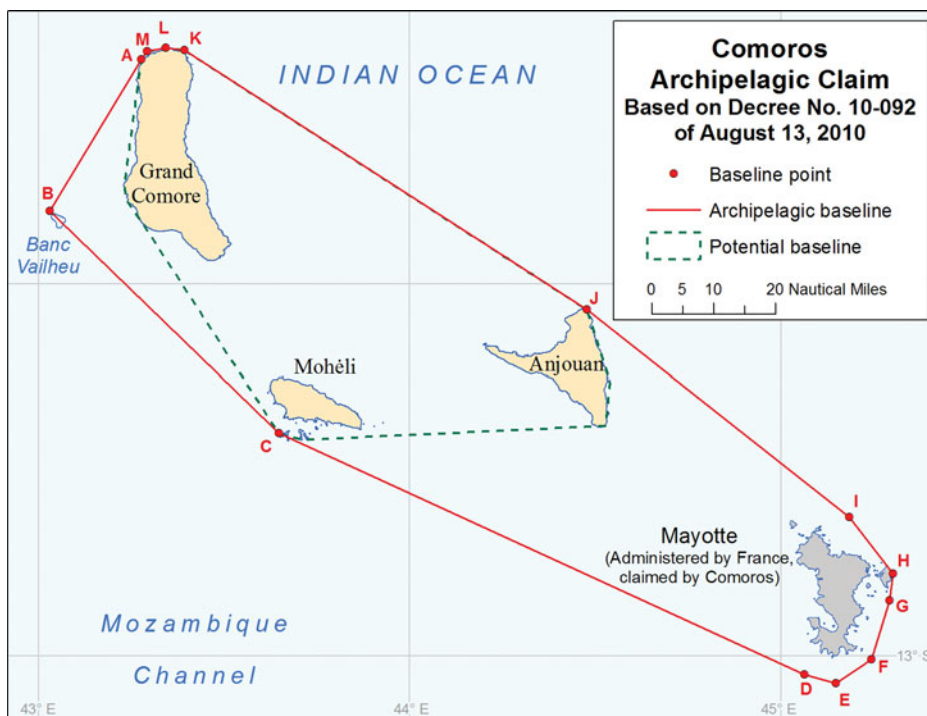 Comoros
Archipelagic Claim
Based on Decree No. 10-092
of August 13, 2010
Baseline point
Archipelagic baseline
Potential baseline
0 5 10 20 Nautical Miles
L
M
K
A
INDIAN OCEAN
Grand
Comore
B
Banc
Vailheu
J
Mohèli
Anjouan
C
I
Mayotte
(Administered by France,
claimed by Comoros)
H
G
Mozambique
Channel
F
13° S
D
E
43° E
44° E
45° E